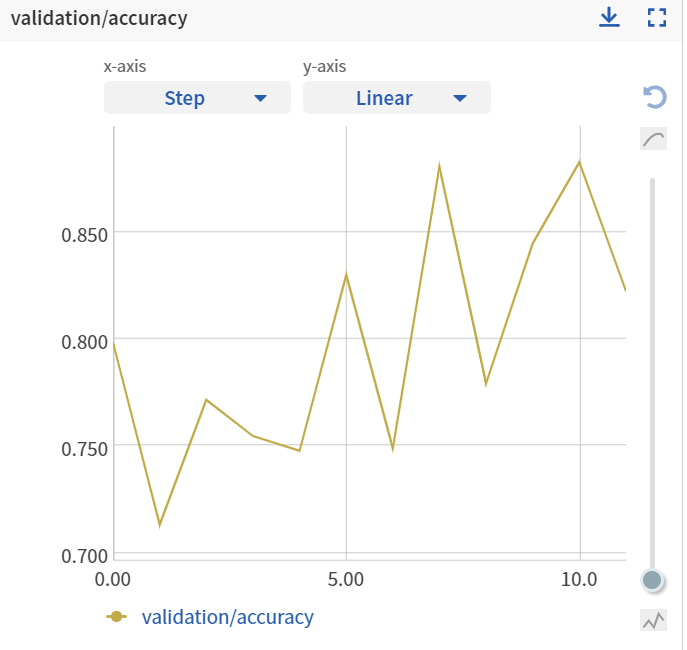 validation/accuracy
x-axis y-axis
Step Linear
0.850
0.800
0.750
0.700
0.00 5.00 10.0
validation/accuracy